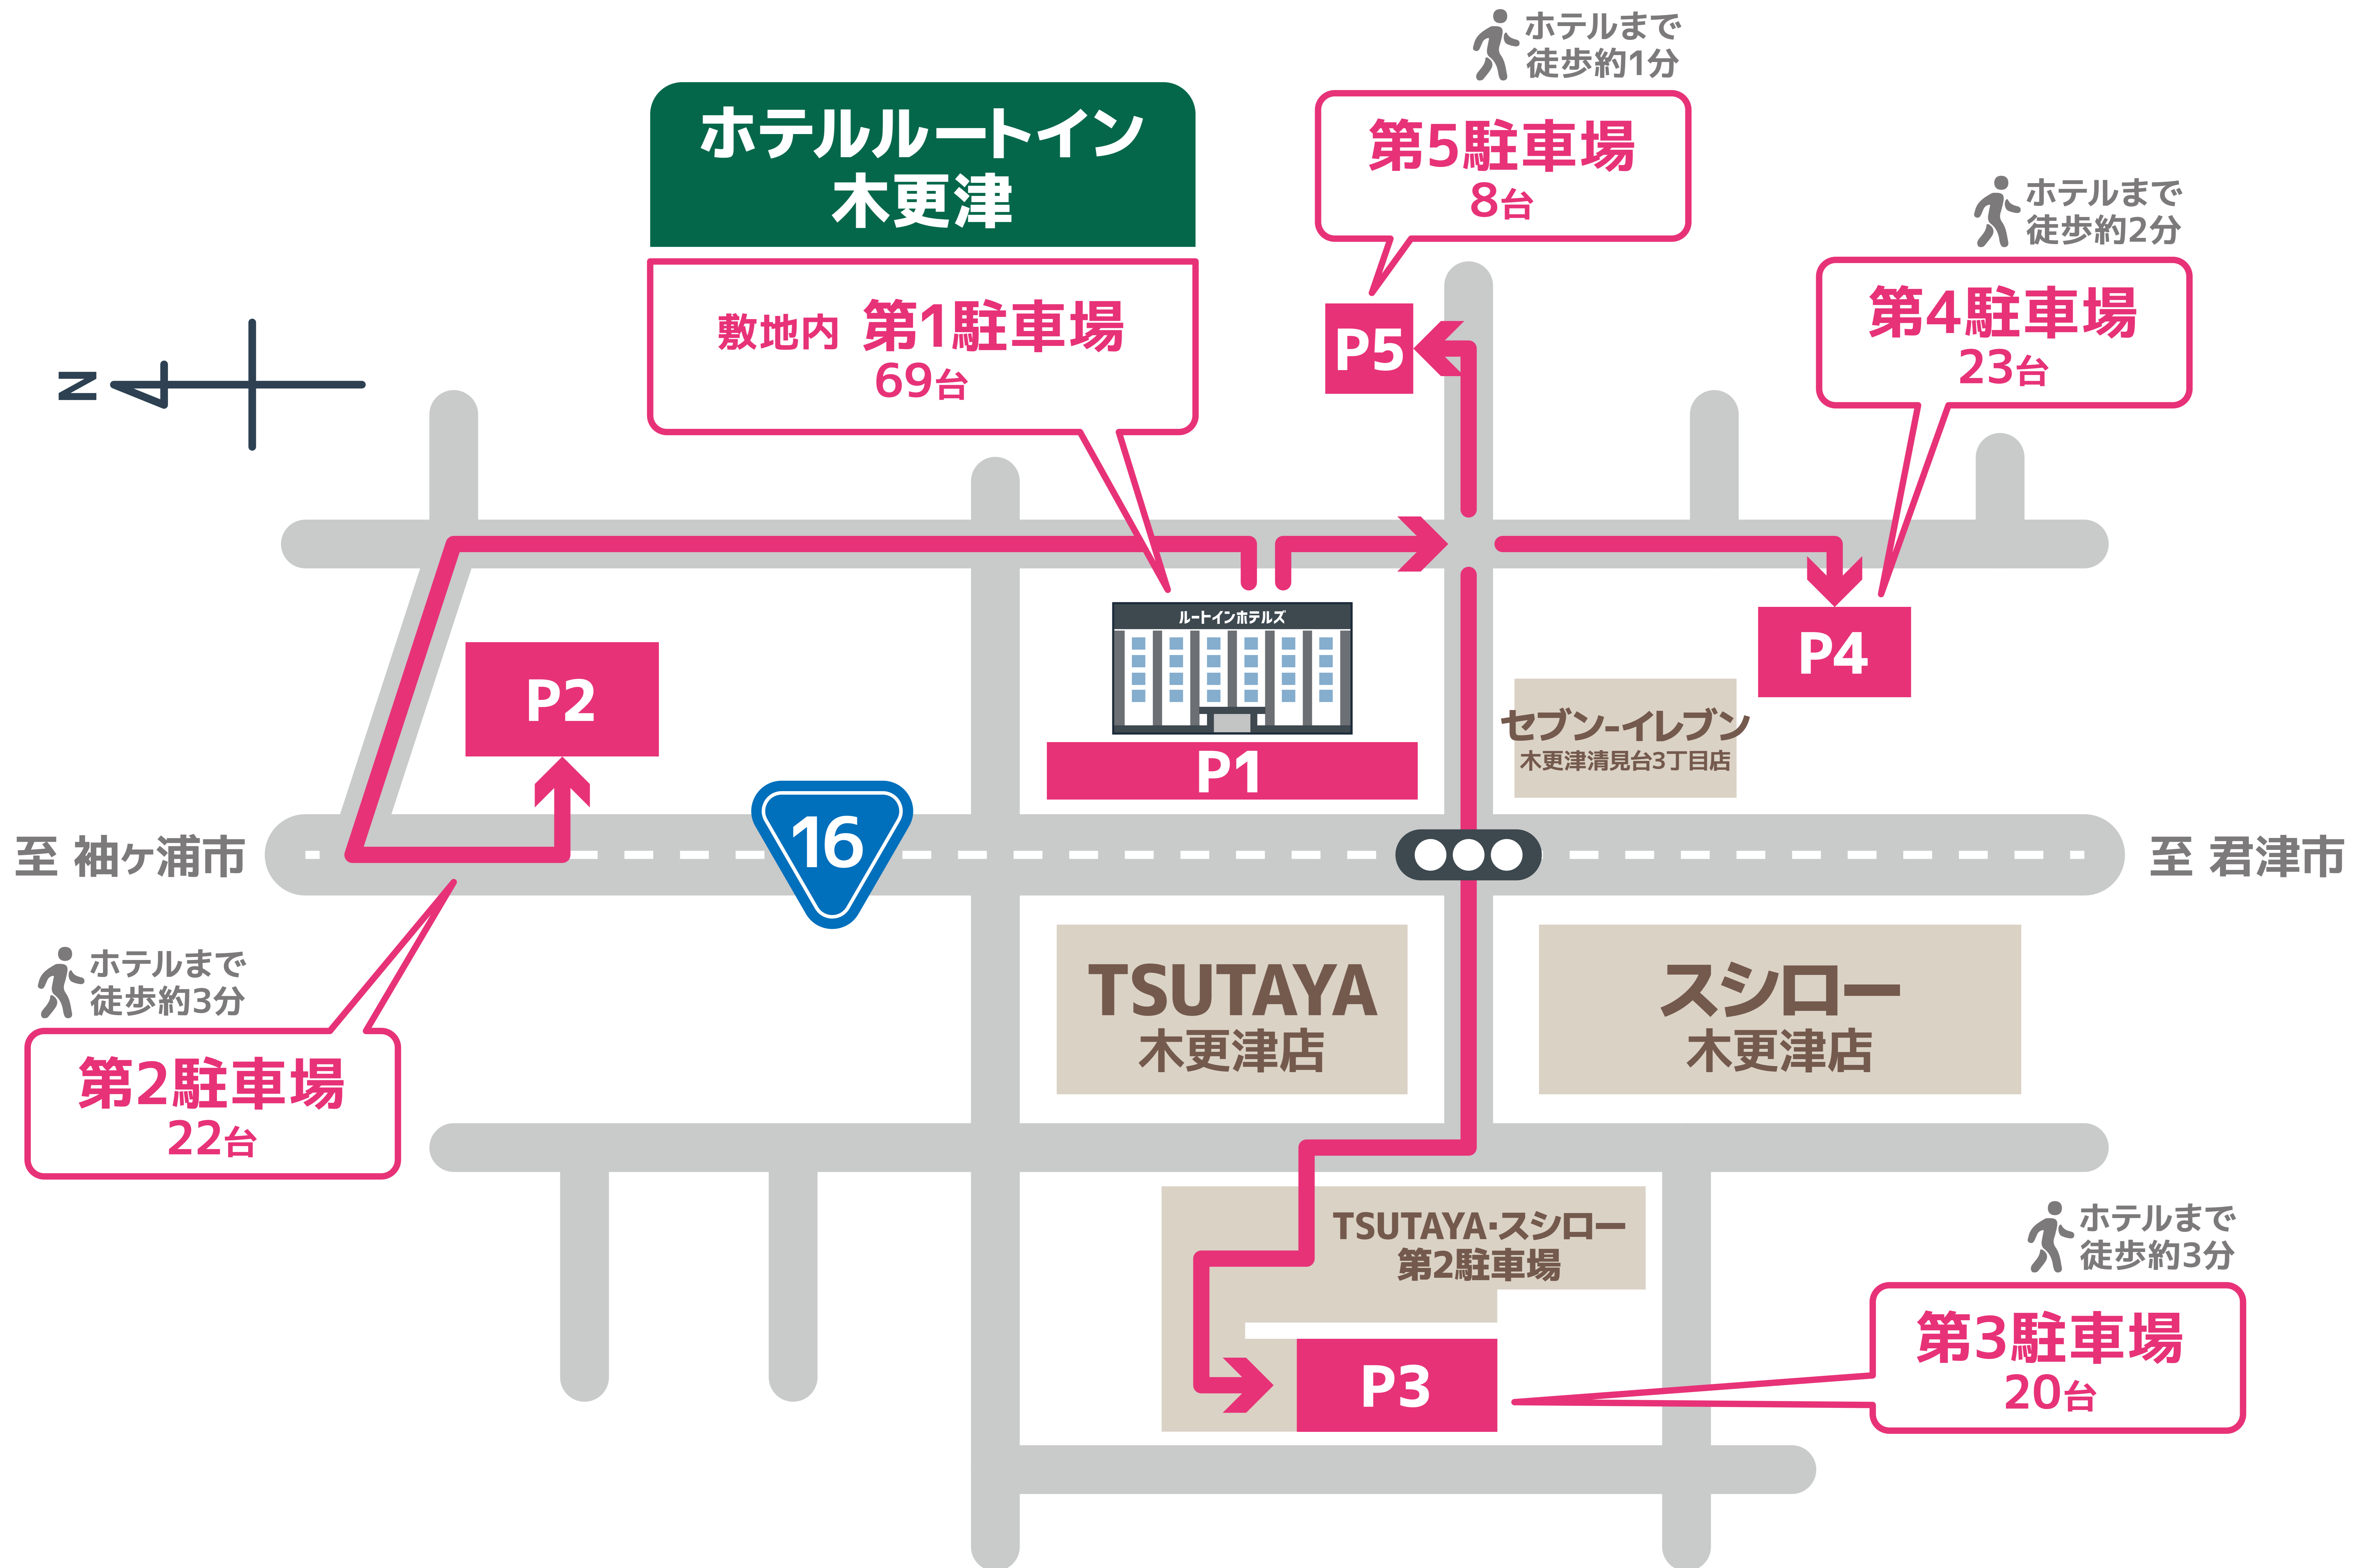 ホテルまで
徒歩約1分
第5駐車場
8台
ホテルルートイン
木更津
敷地内 第1駐車場
69台
ホテルまで
徒歩約2分
第4駐車場
23台
N
P5
ルートインホテルズ
P4
P2
セブン-イレブン
木更津清見台3丁目店
P1
至 袖ヶ浦市
16
至 君津市
ホテルまで
徒歩約3分
第2駐車場
22台
TSUTAYA
木更津店
スシロー
木更津店
TSUTAYA・スシロー
第2駐車場
ホテルまで
徒歩約3分
第3駐車場
20台
P3